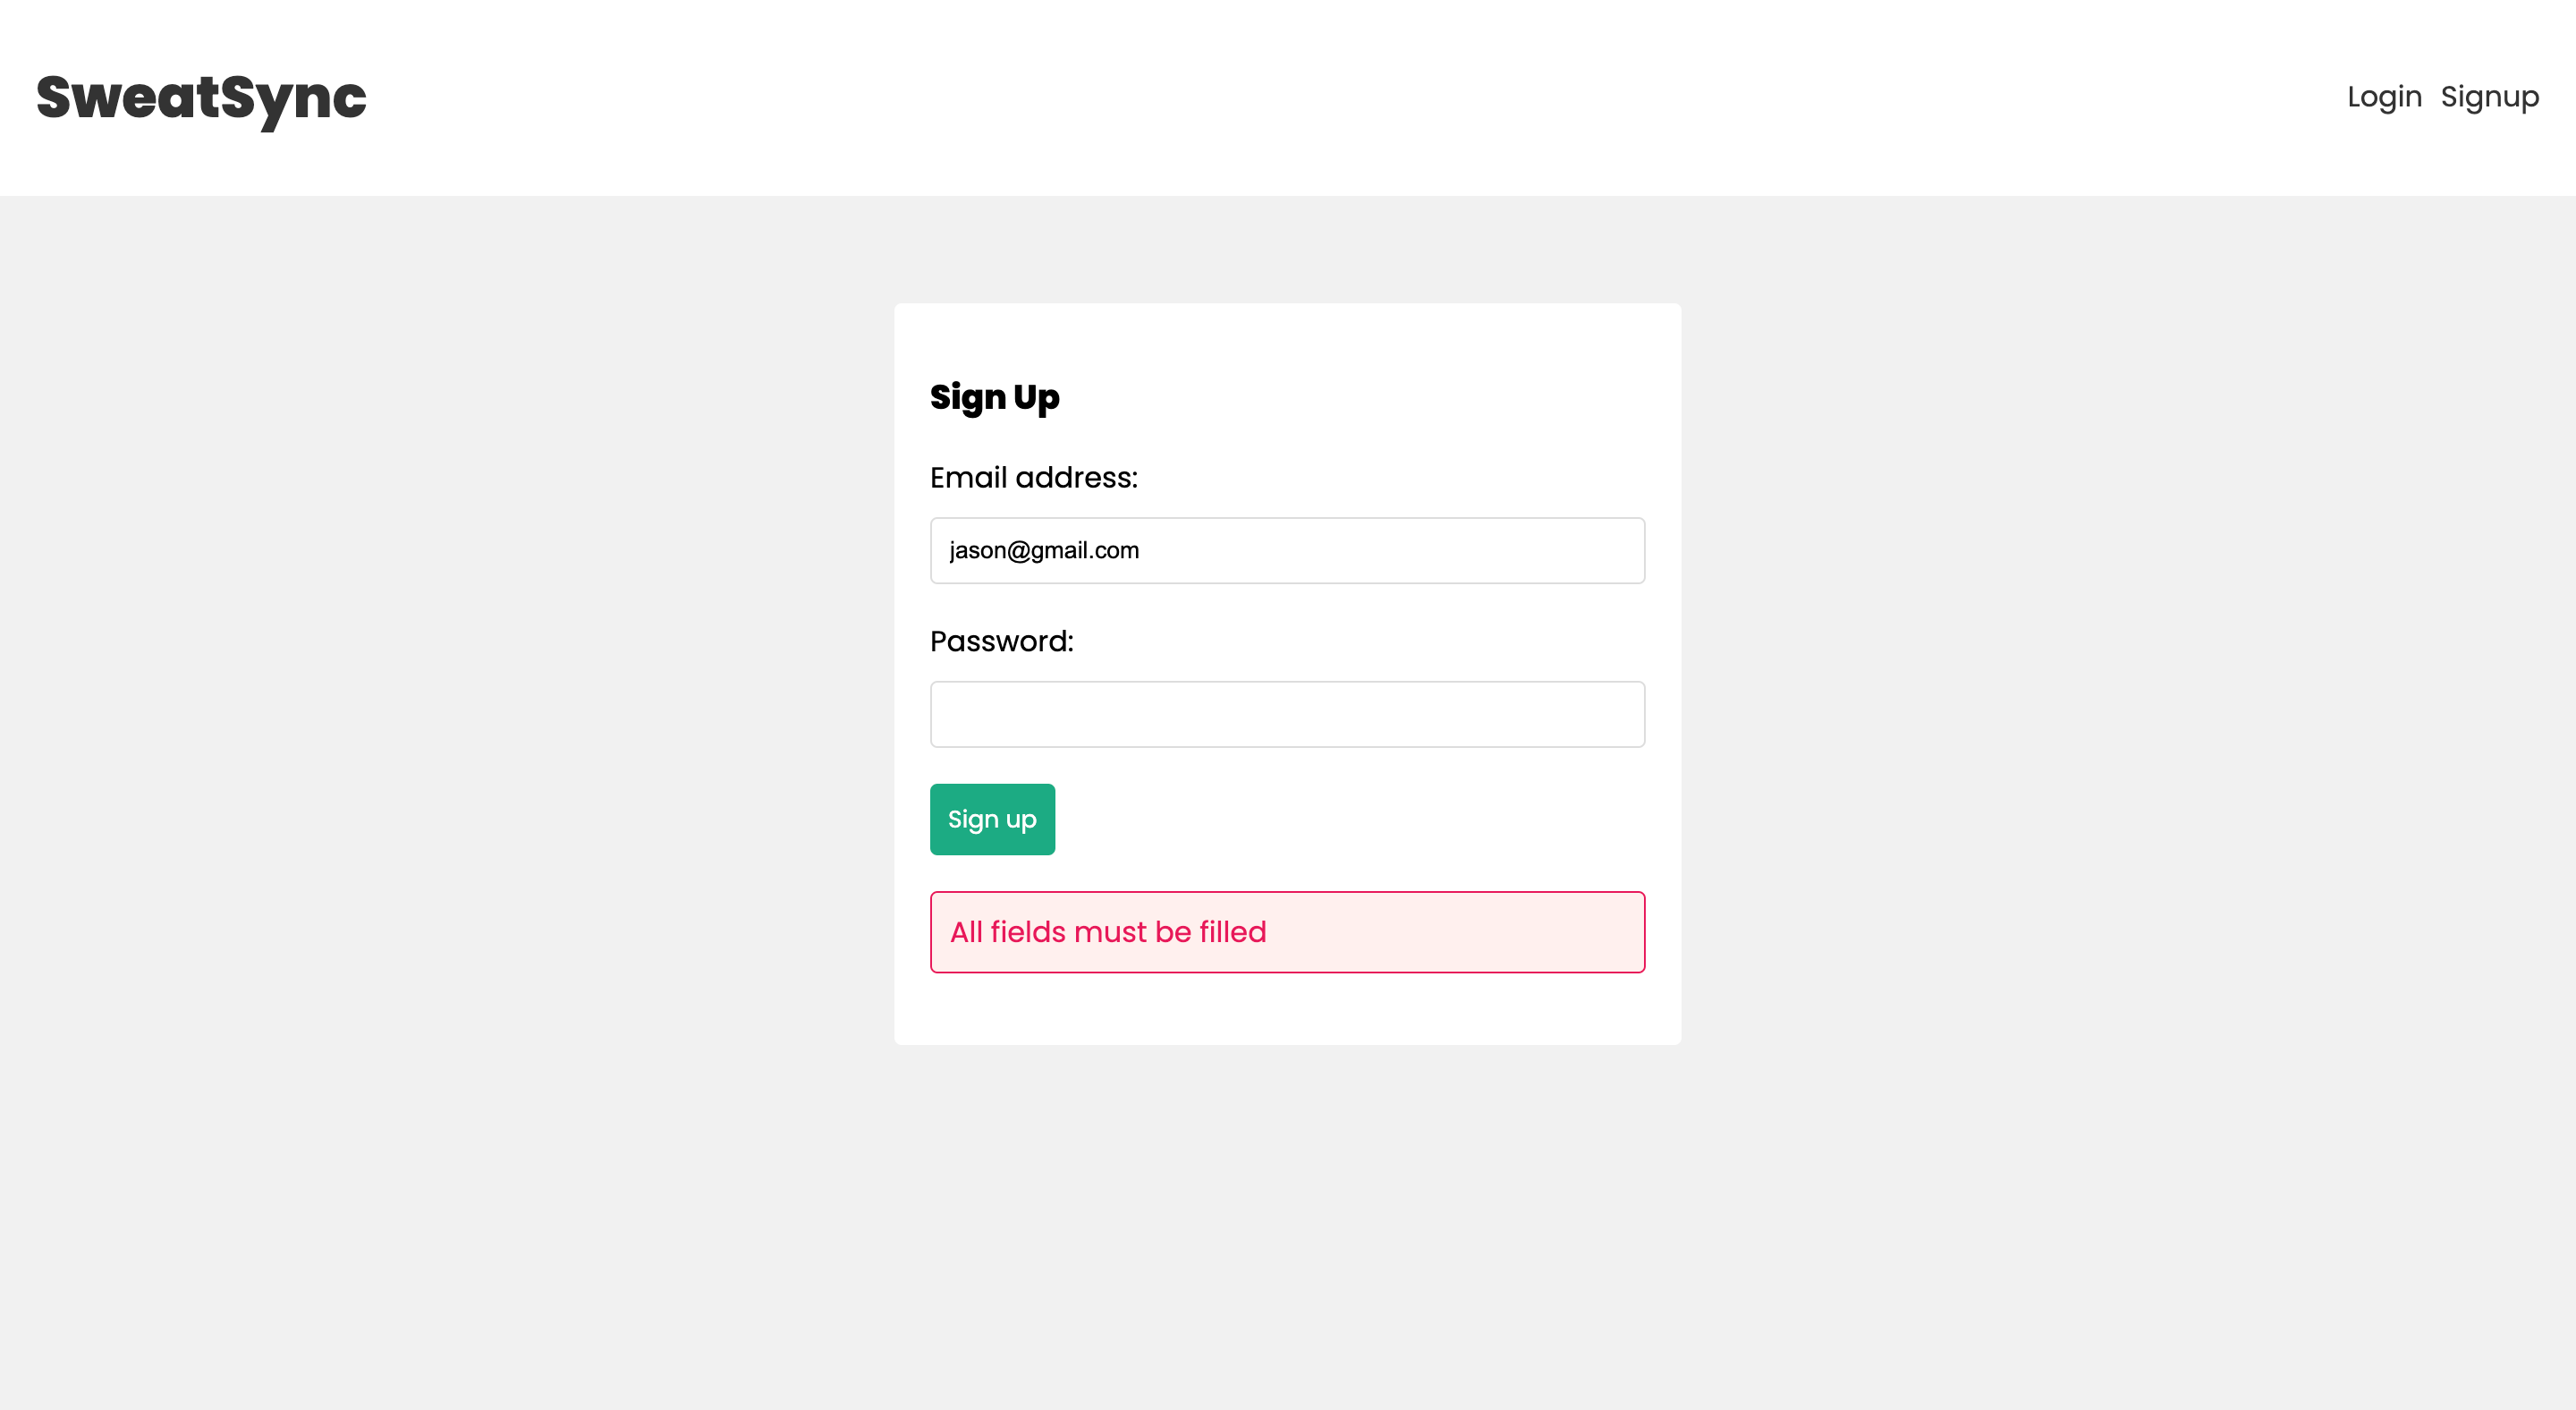 SweatSync
Login Signup
Sign Up
Email address:
jason@gmail.com
Password:
Sign up
All fields must be filled